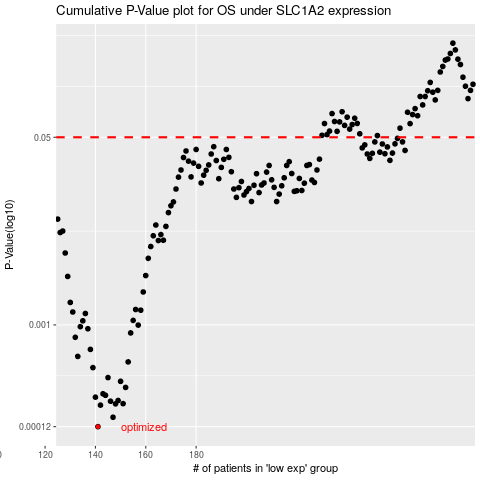 Cumulative P-Value plot for OS under SLC1A2 expression
P-Value(log10)
0.05
0.001
0.00012
optimized
0 120 140 160 180
# of patients in 'low exp' group